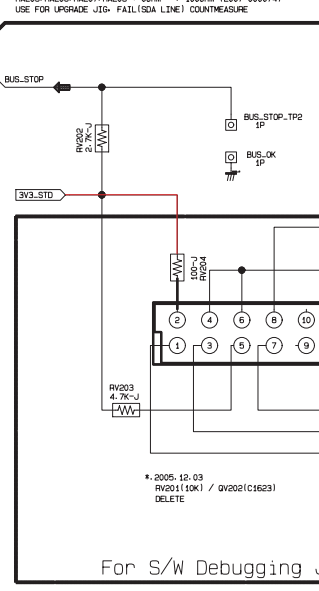 USE FOR UPGRADE JIG. FAIL(SDA LINE) COUNTMEASURE
BUS_STOP
RV202
2.7K-J
BUS_STOP_TP2
1P
BUS_OK
1P
3V3_STD
100-J
RV204
2 4 6 8 10
1 3 5 7 9
RV203
4.7K-J
*.2005.12.03
RV201(10K) / QV202(C1623)
DELETE
For S/W Debugging